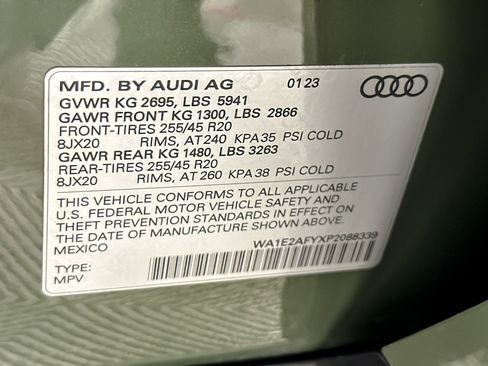 MFD. BY AUDI AG 01 23
GVWR KG 2695, LBS 5941
GAWR FRONT KG 1300, LBS 2866
FRONT-TIRES 255/45 R20
8JX20 RIMS, AT 240 KPA 35 PSI COLD
GAWR REAR KG 1480, LBS 3263
REAR-TIRES 255/45 R20
8JX20 RIMS, AT 260 KPA 38 PSI COLD
THIS VEHICLE CONFORMS TO ALL APPLICABLE
U.S. FEDERAL MOTOR VEHICLE SAFETY AND
THEFT PREVENTION STANDARDS IN EFFECT ON
THE DATE OF MANUFACTURE SHOWN ABOVE.
MEXICO
WA1E2AFYXP2088339
TYPE:
MPV